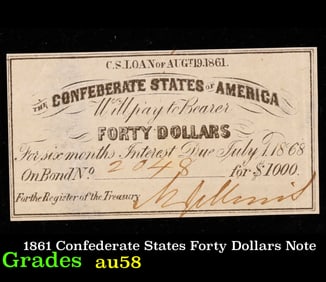 C.S. LOAN OF AUGT. 19. 1861.
THE CONFEDERATE STATES OF AMERICA
Will pay to Bearer
FORTY DOLLARS
For six months Interest Due July 1, 1868
On Bond No. 2048 for $1000.
For the Register of the Treasury
1861 Confederate States Forty Dollars Note
Grades au58